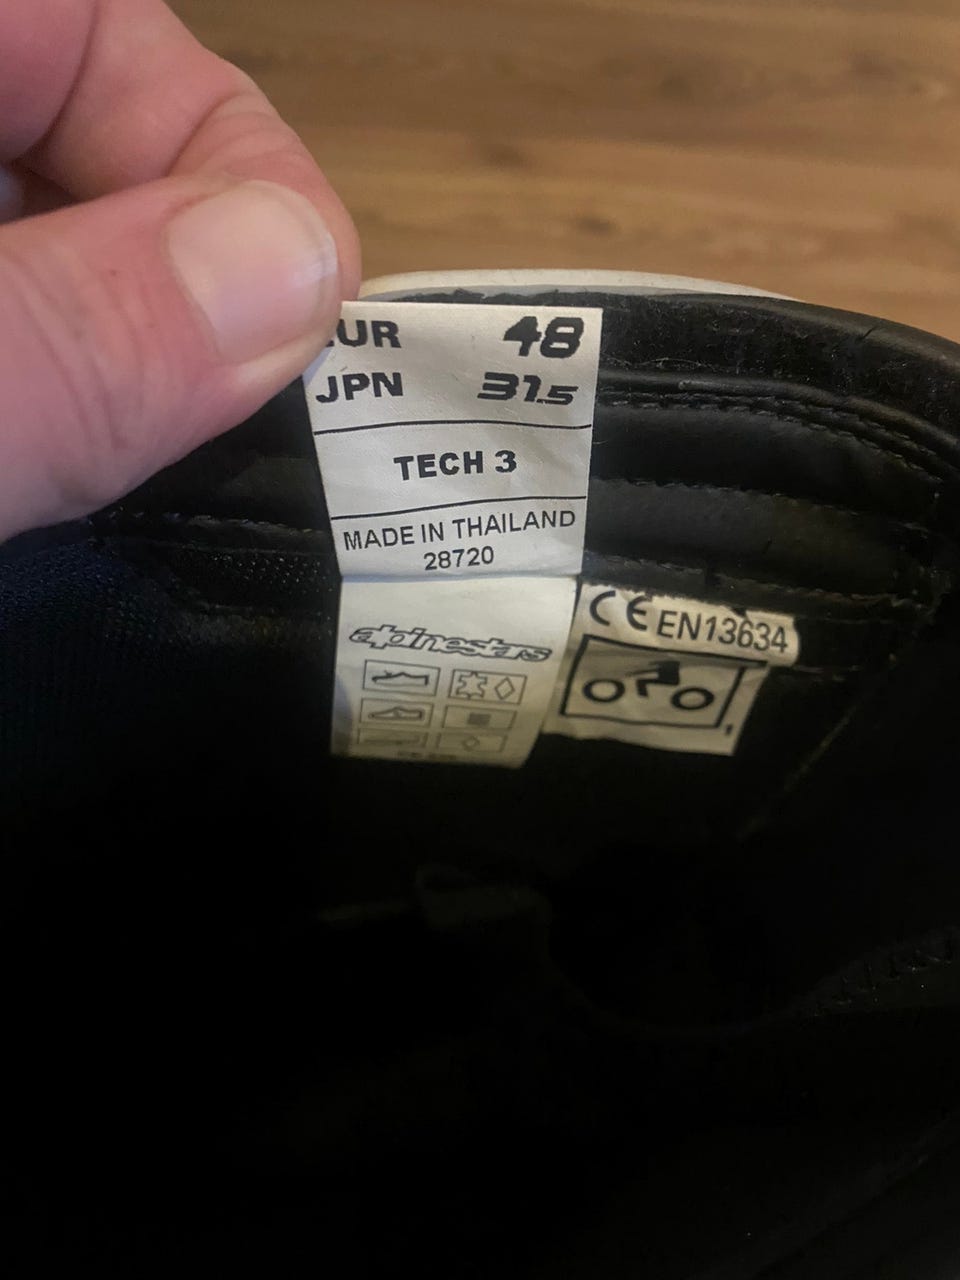 UR 48
JPN 31.5
TECH 3
MADE IN THAILAND
28720
alpinestars
CE EN13634